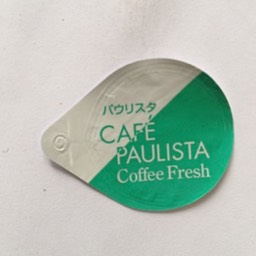 パウリスタ
CAFÉ
PAULISTA
Coffee Fresh